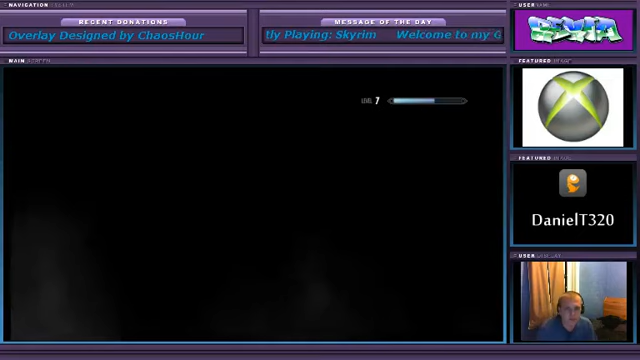 NAVIGATION
RECENT DONATIONS
Overlay Designed by ChaosHour
MESSAGE OF THE DAY
tly Playing: Skyrim Welcome to my G
MAIN SCREEN
LEVEL 7
USER
FEATURED
FEATURED
DanielT320
USER